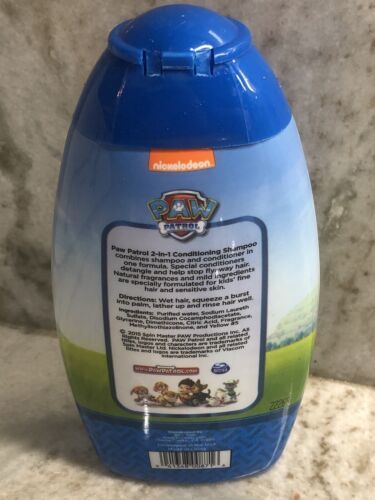 nickelodeon
PAW
PATROL
Paw Patrol 2-in-1 Conditioning Shampoo
combines shampoo and conditioner in
one formula. Special conditioners
detangle and help stop flyaway hair.
Natural fragrances and mild ingredients
are specially formulated for kids' fine
hair and sensitive skin.
Directions: Wet hair, squeeze a burst
into palm, lather up and rinse hair well.
Ingredients: Purified water, Sodium Laureth
Sulfate, Disodium Cocamphodiacetate,
Glycerine, Dimethicone, Citric Acid, Fragrance,
Methylisothiazolinone, and Yellow #5
© 2015 Spin Master PAW Productions Inc. All
Rights Reserved. PAW Patrol and all related
titles, logos and characters are trademarks of
Spin Master Ltd. Nickelodeon and all related
titles and logos are trademarks of Viacom
International Inc.
WWW.PAWPATROL.COM